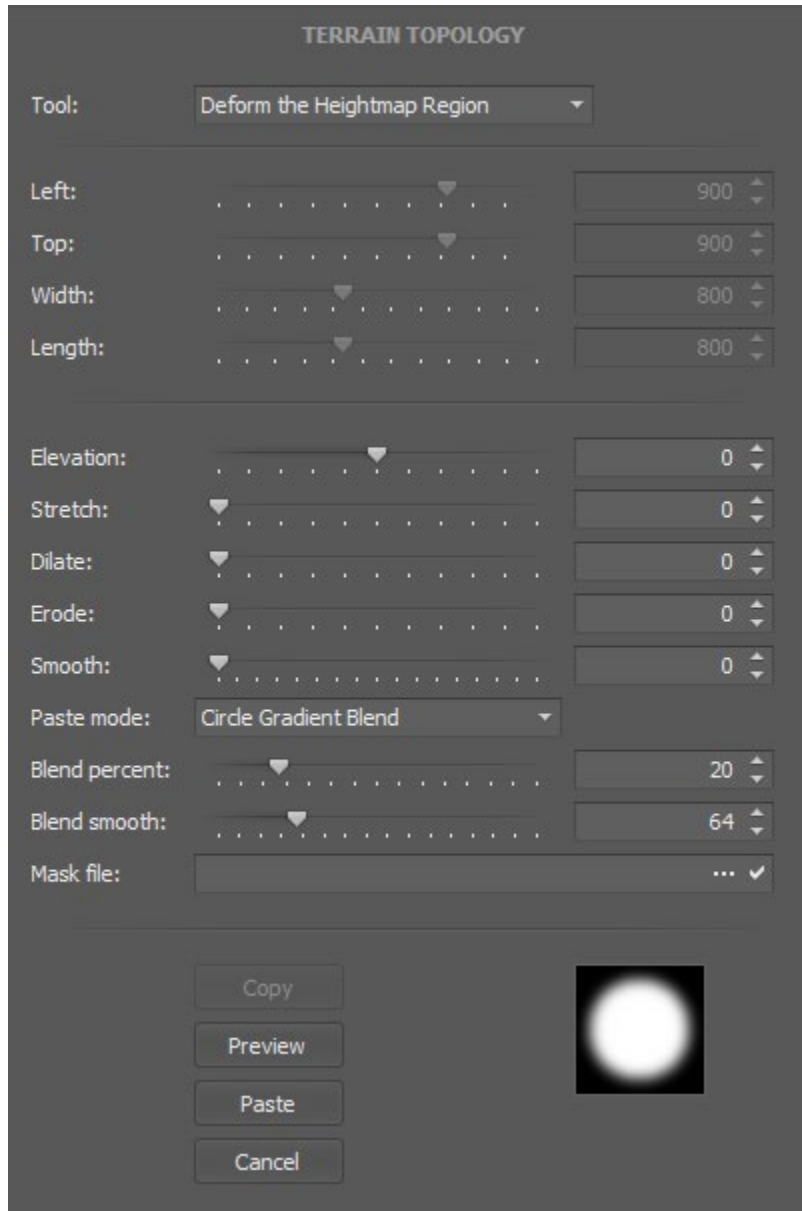 TERRAIN TOPOLOGY
Tool: Deform the Heightmap Region
Left: 900
Top: 900
Width: 800
Length: 800
Elevation: 0
Stretch: 0
Dilate: 0
Erode: 0
Smooth: 0
Paste mode: Circle Gradient Blend
Blend percent: 20
Blend smooth: 64
Mask file: ...
Copy
Preview
Paste
Cancel